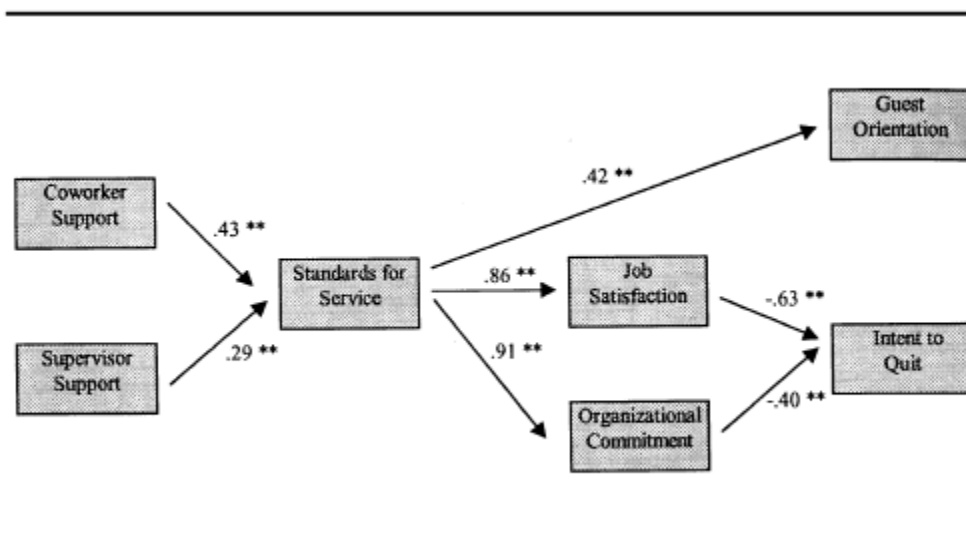 Guest
Orientation
.42 **
Coworker
Support
.43 **
Standards for
Service
.86 **
Job
Satisfaction
-.63 **
Supervisor
Support
.29 **
.91 **
Intent to
Quit
Organizational
Commitment
-.40 **